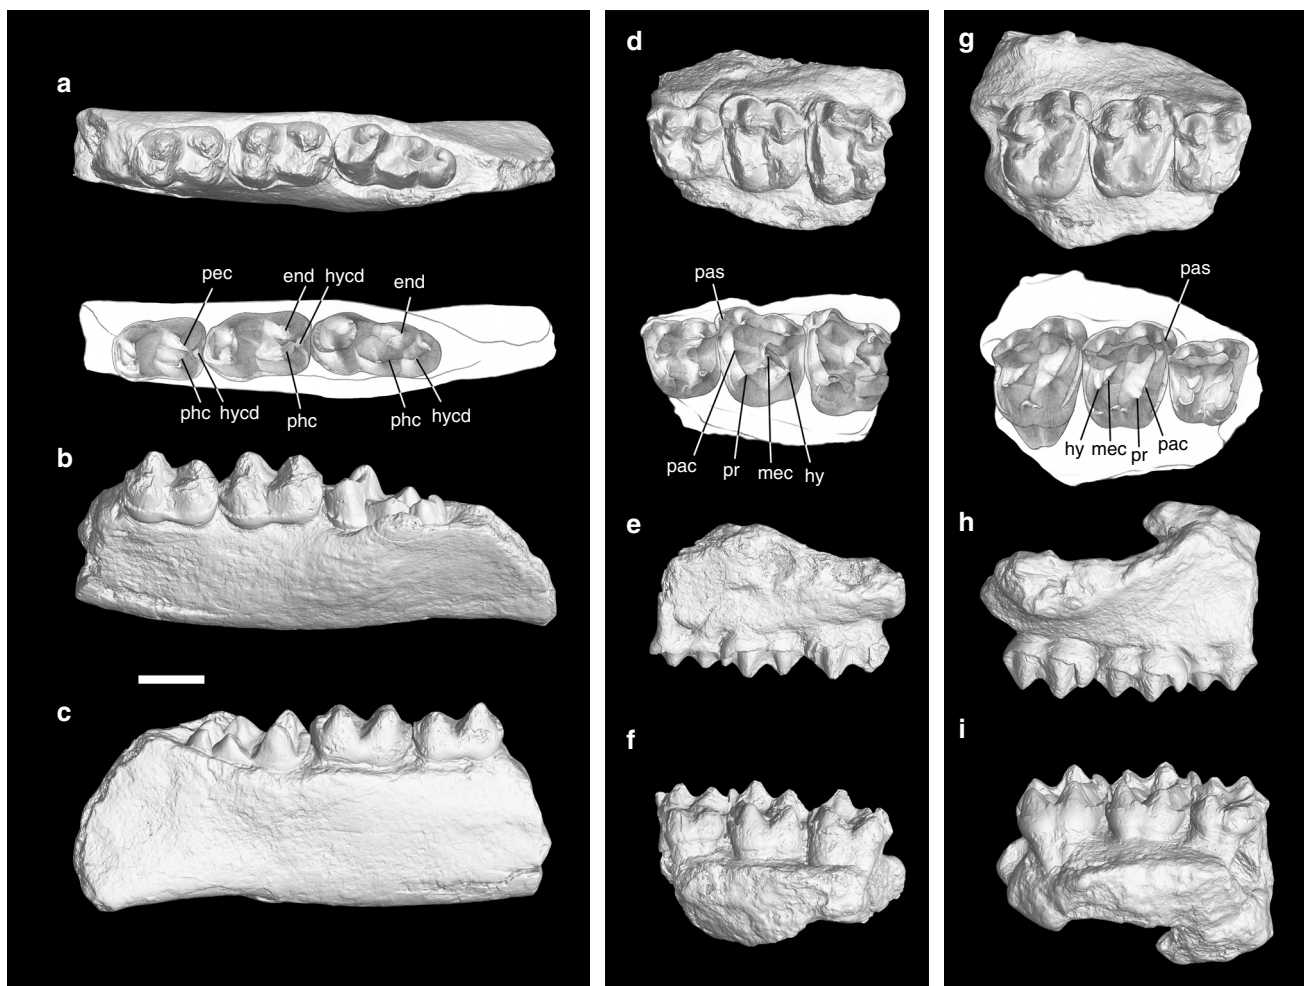 a
pec
end
hycd
end
phc
hycd
phc
phc
hycd
b
c
d
pas
pac
pr
mec
hy
e
f
g
pas
hy
mec
pr
pac
h
i